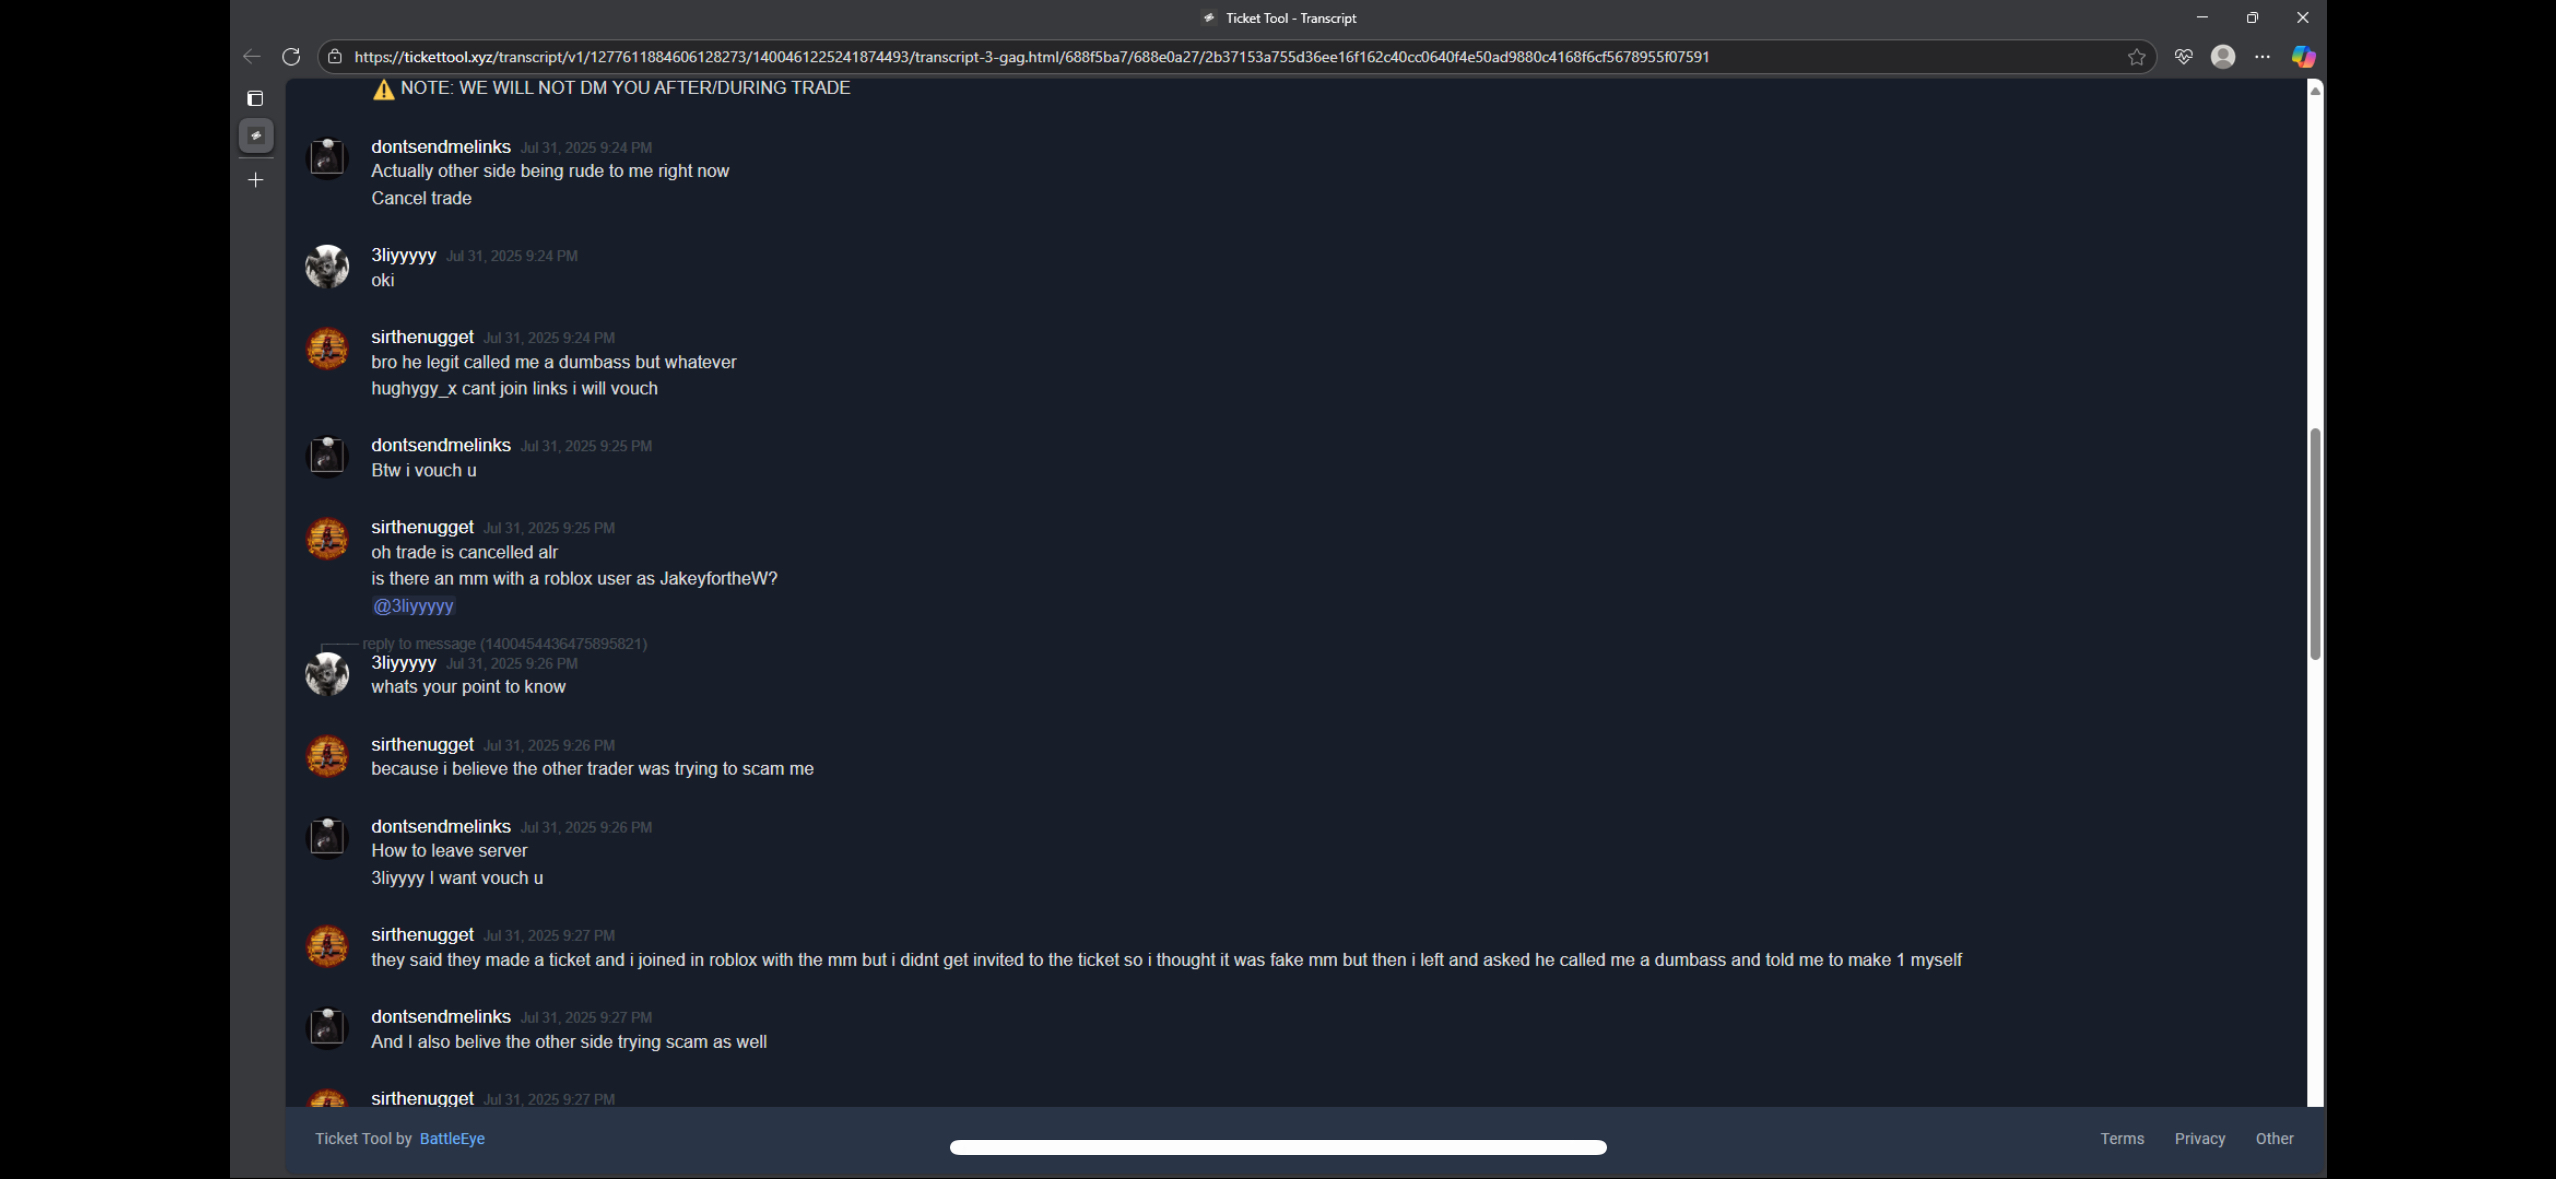 Ticket Tool - Transcript
https://tickettool.xyz/transcript/v1/1277611884606128273/1400461225241874493/transcript-3-gag.html/688f5ba7/688e0a27/2b37153a755d36ee16f162c40cc0640f4e50ad9880c4168f6cf5678955f07591
⚠️ NOTE: WE WILL NOT DM YOU AFTER/DURING TRADE
dontsendmelinks Jul 31, 2025 9:24 PM
Actually other side being rude to me right now
Cancel trade
3liyyyyy Jul 31, 2025 9:24 PM
oki
sirthenugget Jul 31, 2025 9:24 PM
bro he legit called me a dumbass but whatever
hughygy_x cant join links i will vouch
dontsendmelinks Jul 31, 2025 9:25 PM
Btw i vouch u
sirthenugget Jul 31, 2025 9:25 PM
oh trade is cancelled alr
is there an mm with a roblox user as JakeyfortheW?
@3liyyyyy
reply to message (1400454436475895821)
3liyyyyy Jul 31, 2025 9:26 PM
whats your point to know
sirthenugget Jul 31, 2025 9:26 PM
because i believe the other trader was trying to scam me
dontsendmelinks Jul 31, 2025 9:26 PM
How to leave server
3liyyyy I want vouch u
sirthenugget Jul 31, 2025 9:27 PM
they said they made a ticket and i joined in roblox with the mm but i didnt get invited to the ticket so i thought it was fake mm but then i left and asked he called me a dumbass and told me to make 1 myself
dontsendmelinks Jul 31, 2025 9:27 PM
And I also belive the other side trying scam as well
sirthenugget Jul 31, 2025 9:27 PM
Ticket Tool by BattleEye
Terms Privacy Other